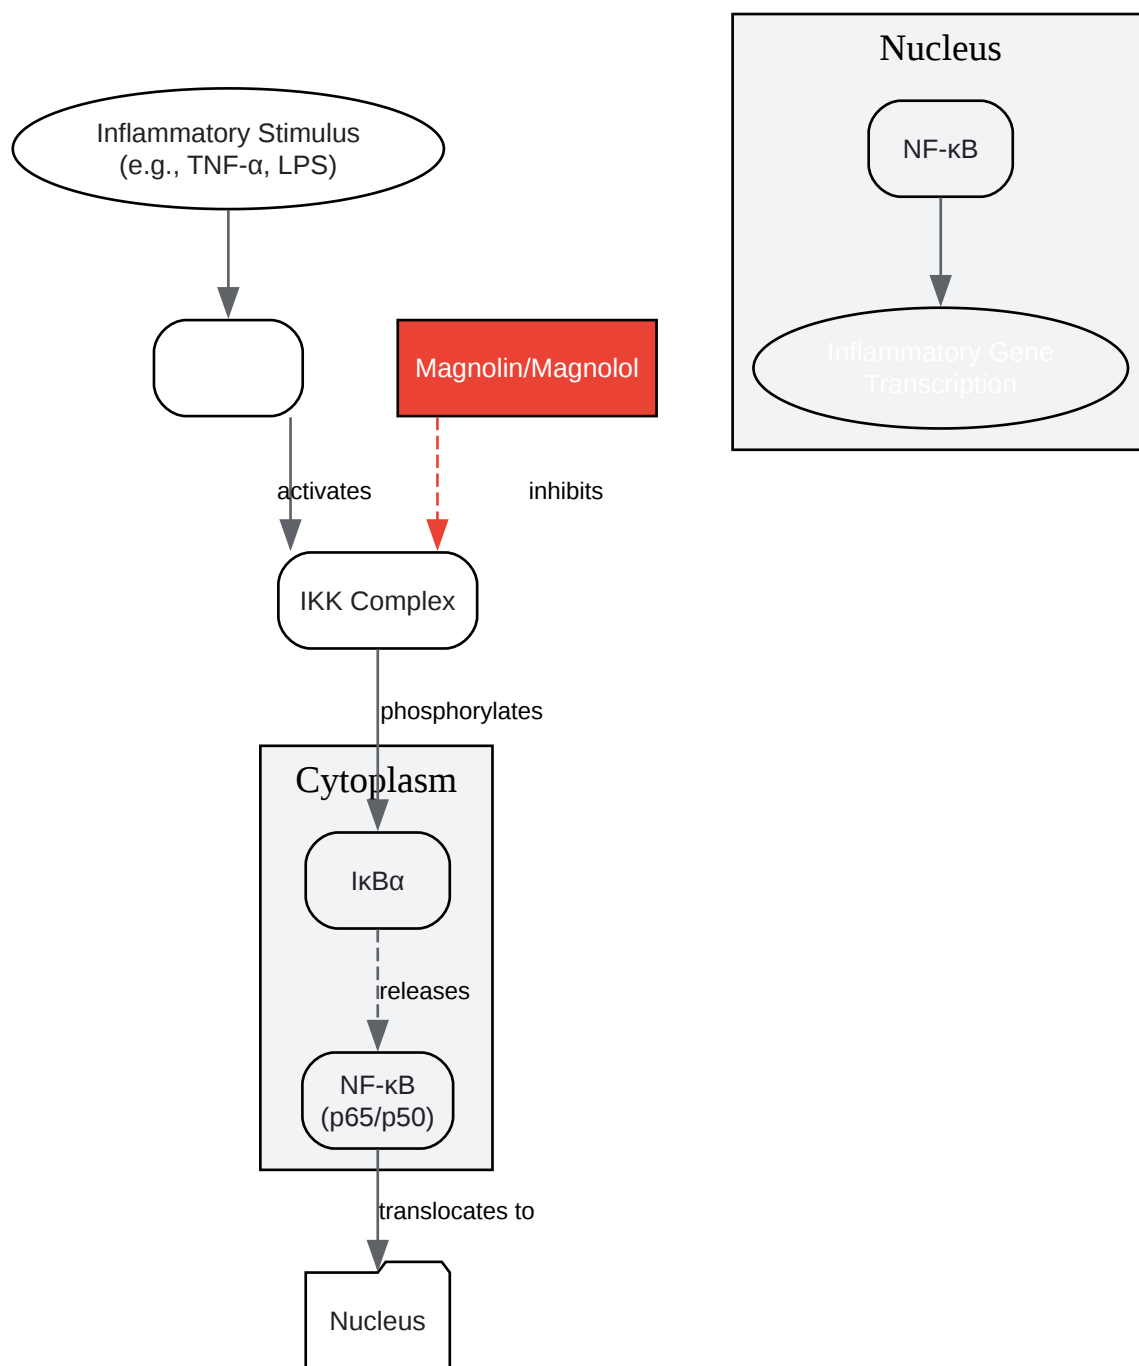 Nucleus
Inflammatory Stimulus
(e.g., TNF-α, LPS)
NF-κB
Magnolin/Magnolol
Inflammatory Gene
Transcription
activates
inhibits
IKK Complex
phosphorylates
Cytoplasm
IκBα
releases
NF-κB
(p65/p50)
translocates to
Nucleus